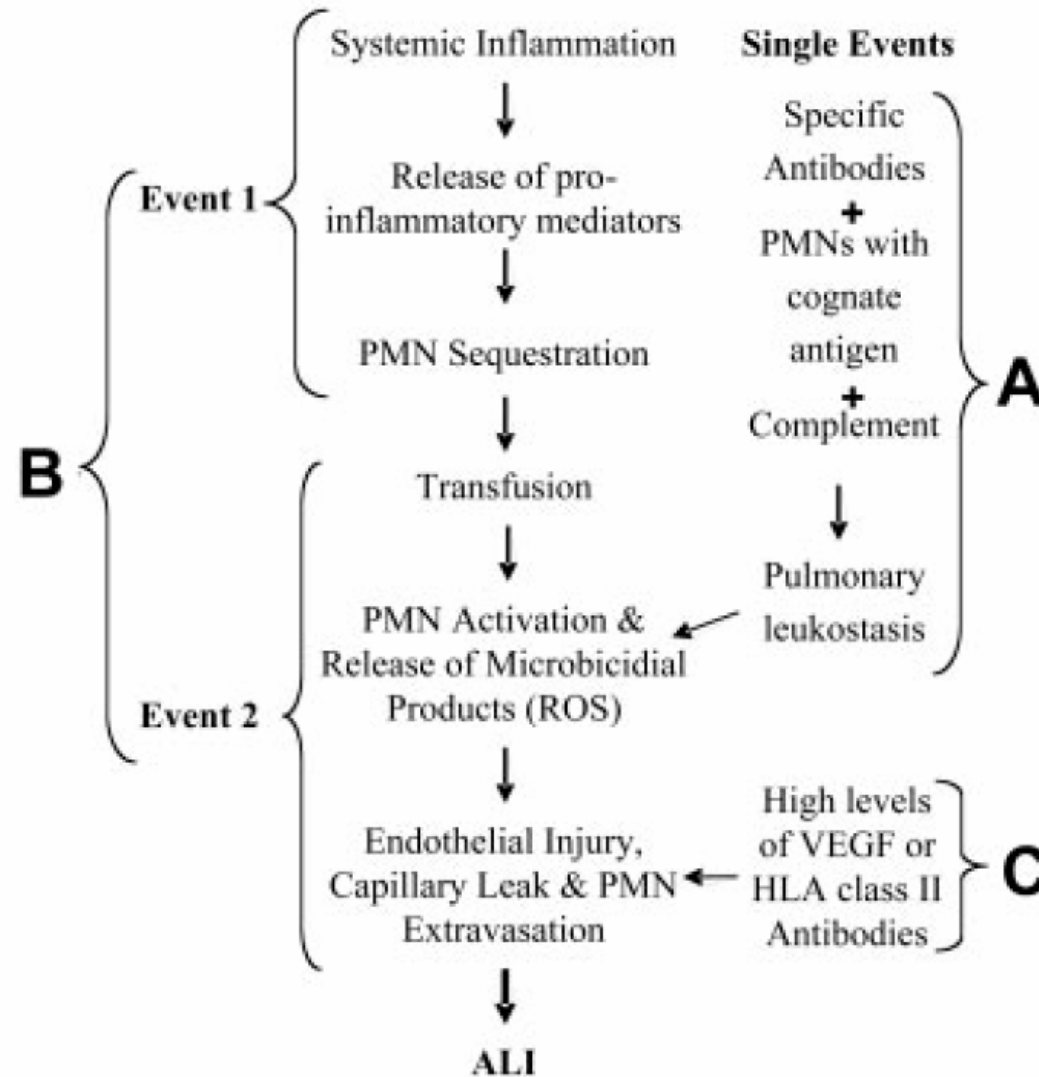 Systemic Inflammation
Single Events
Specific
Antibodies
+
PMNs with
cognate
antigen
+
Complement
Pulmonary
leukostasis
A
Event 1
Release of pro-
inflammatory mediators
PMN Sequestration
B
Transfusion
PMN Activation &
Release of Microbicidial
Products (ROS)
Event 2
Endothelial Injury,
Capillary Leak & PMN
Extravasation
High levels
of VEGF or
HLA class II
Antibodies
C
ALI